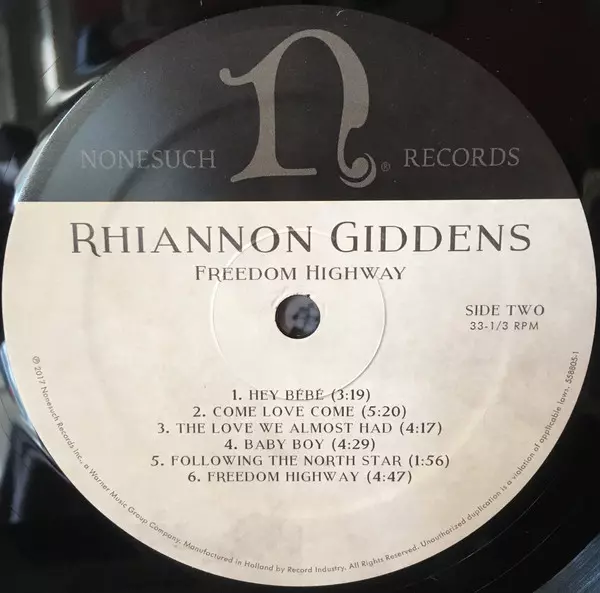 n®
NONESUCH RECORDS
RHIANNON GIDDENS
FREEDOM HIGHWAY
SIDE TWO
33-1/3 RPM
1. HEY BÉBÉ (3:19)
2. COME LOVE COME (5:20)
3. THE LOVE WE ALMOST HAD (4:17)
4. BABY BOY (4:29)
5. FOLLOWING THE NORTH STAR (1:56)
6. FREEDOM HIGHWAY (4:47)
℗ 2017 Nonesuch Records Inc., a Warner Music Group Company. Manufactured in Holland by Record Industry. All Rights Reserved. Unauthorized duplication is a violation of applicable laws. 558805-1